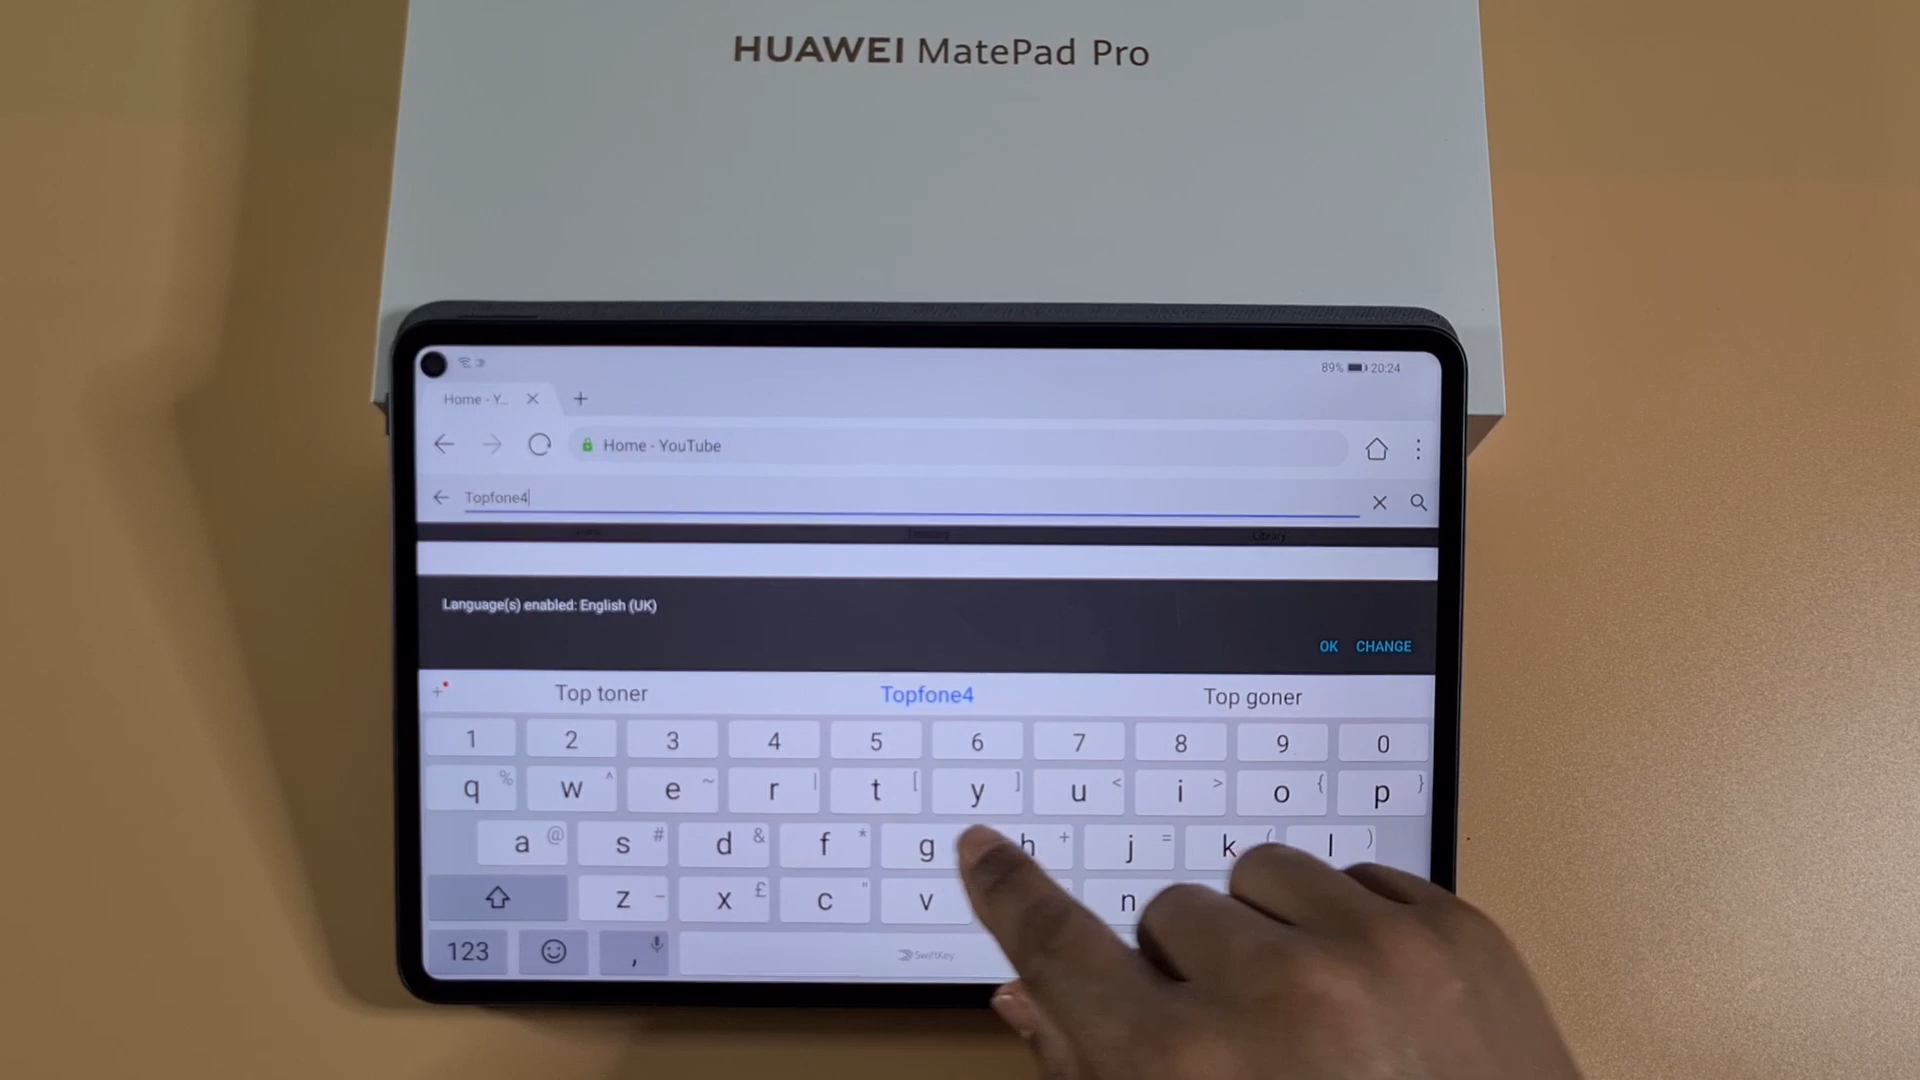 HUAWEI MatePad Pro
89% 20:24
Home - Y...
Home - YouTube
Topfone4
Library
Language(s) enabled: English (UK)
OK CHANGE
Top toner Topfone4 Top goner
1 2 3 4 5 6 7 8 9 0
q % w ^ e ~ r | t [ y ] u < i > o { p }
a @ s # d & f * g h + j = k ( l )
z - x £ c " v n
123 , SwiftKey